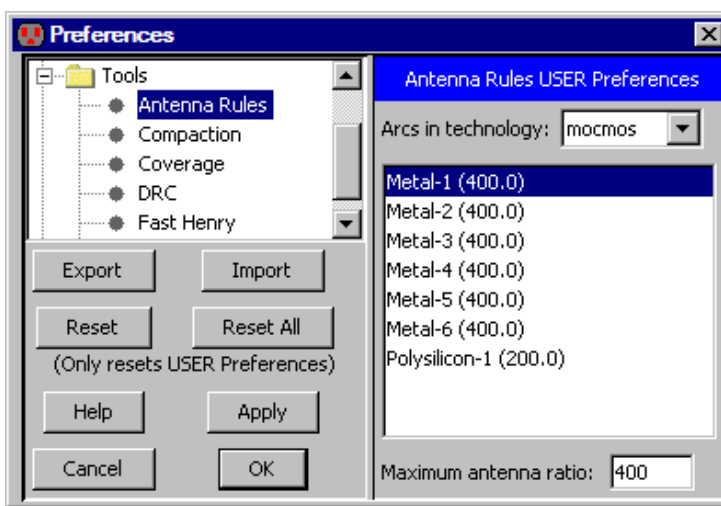 Preferences
Tools
Antenna Rules
Compaction
Coverage
DRC
Fast Henry
Export Import
Reset Reset All
(Only resets USER Preferences)
Help Apply
Cancel OK
Antenna Rules USER Preferences
Arcs in technology: mocmos
Metal-1 (400.0)
Metal-2 (400.0)
Metal-3 (400.0)
Metal-4 (400.0)
Metal-5 (400.0)
Metal-6 (400.0)
Polysilicon-1 (200.0)
Maximum antenna ratio: 400